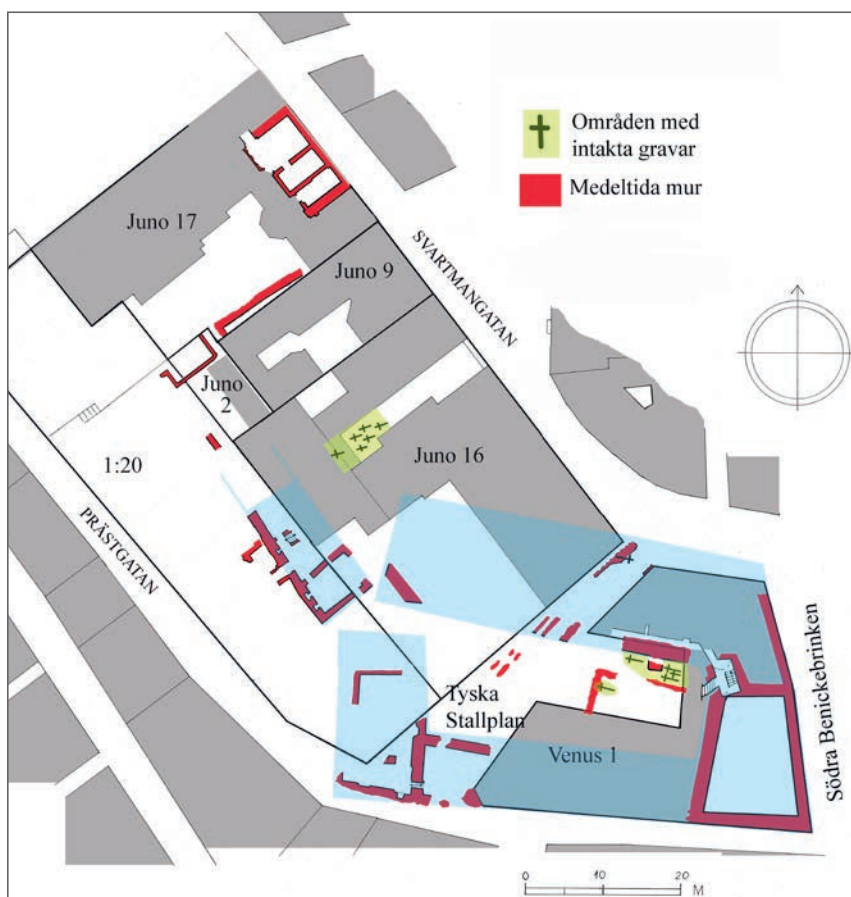 Områden med
intakta gravar
Medeltida mur
Juno 17
SVARTMANGATAN
Juno 9
Juno
2
Juno 16
1:20
PRÄSTGATAN
Tyska
Stallplan
Venus 1
Södra Benickebrinken
0 10 20
M